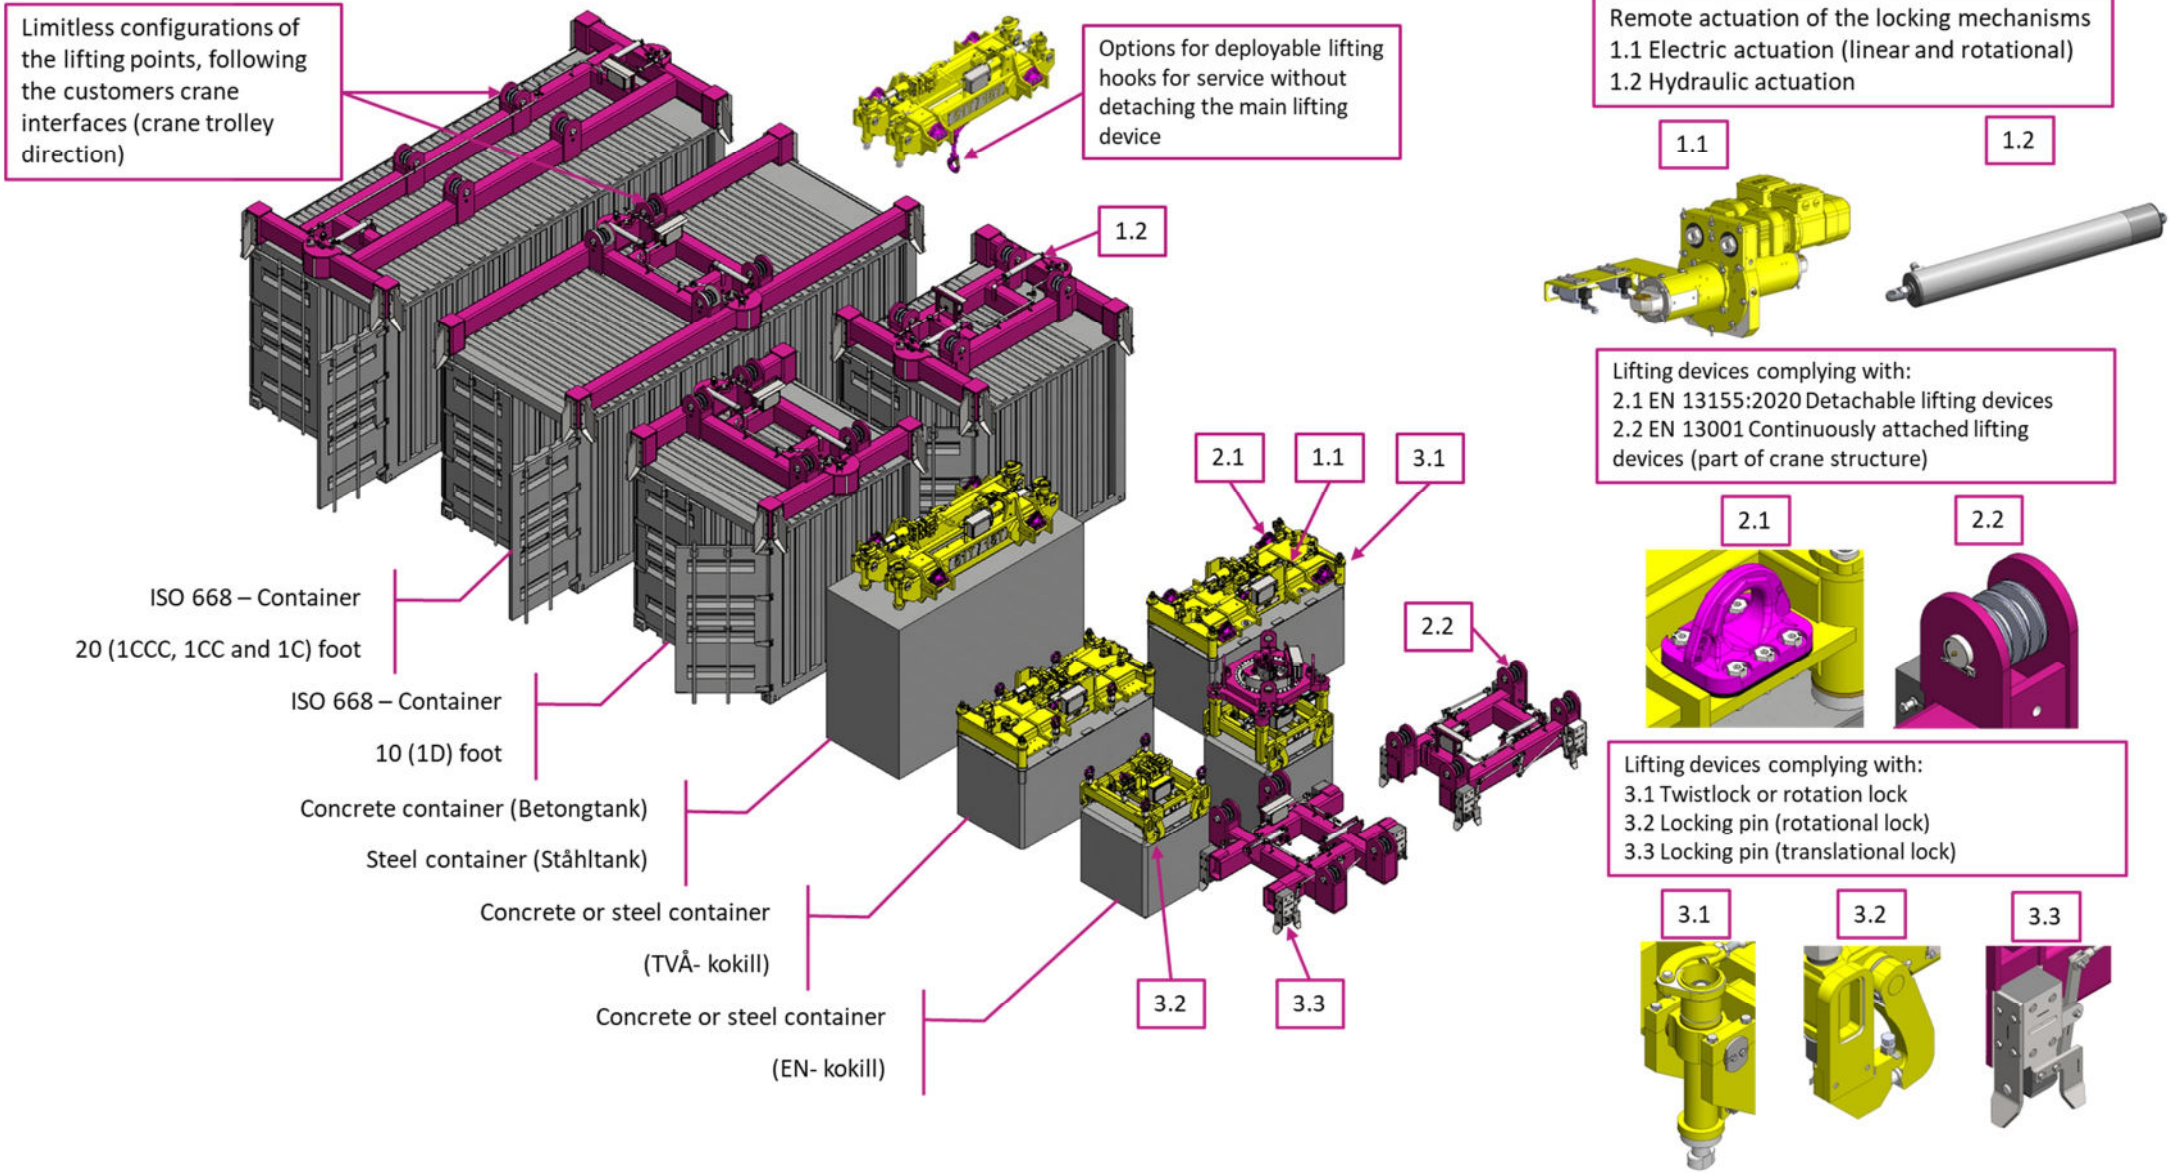 Limitless configurations of
the lifting points, following
the customers crane
interfaces (crane trolley
direction)
Options for deployable lifting
hooks for service without
detaching the main lifting
device
Remote actuation of the locking mechanisms
1.1 Electric actuation (linear and rotational)
1.2 Hydraulic actuation
1.1
1.2
1.2
Lifting devices complying with:
2.1 EN 13155:2020 Detachable lifting devices
2.2 EN 13001 Continuously attached lifting
devices (part of crane structure)
2.1
1.1
3.1
2.1
2.2
2.2
ISO 668 – Container
20 (1CCC, 1CC and 1C) foot
ISO 668 – Container
10 (1D) foot
Concrete container (Betongtank)
Steel container (Ståhltank)
Concrete or steel container
(TVÅ- kokill)
Concrete or steel container
(EN- kokill)
3.2
3.3
Lifting devices complying with:
3.1 Twistlock or rotation lock
3.2 Locking pin (rotational lock)
3.3 Locking pin (translational lock)
3.1
3.2
3.3